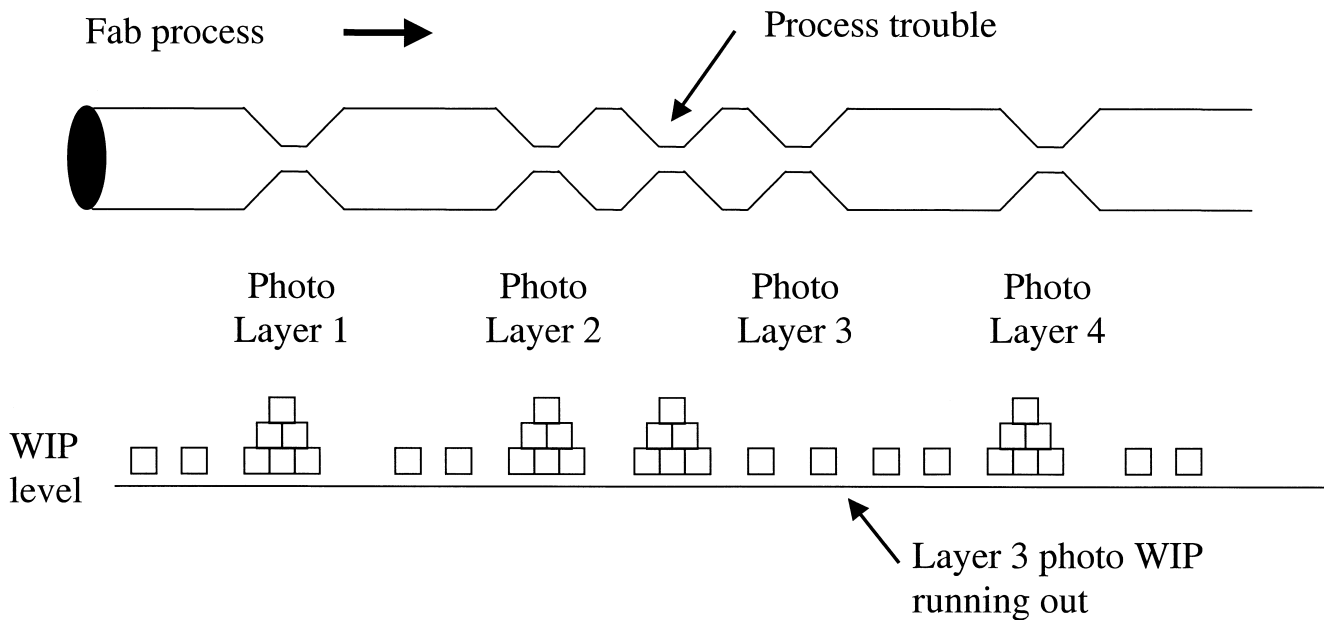 Fab process
Process trouble
Photo
Layer 1
Photo
Layer 2
Photo
Layer 3
Photo
Layer 4
WIP
level
Layer 3 photo WIP
running out